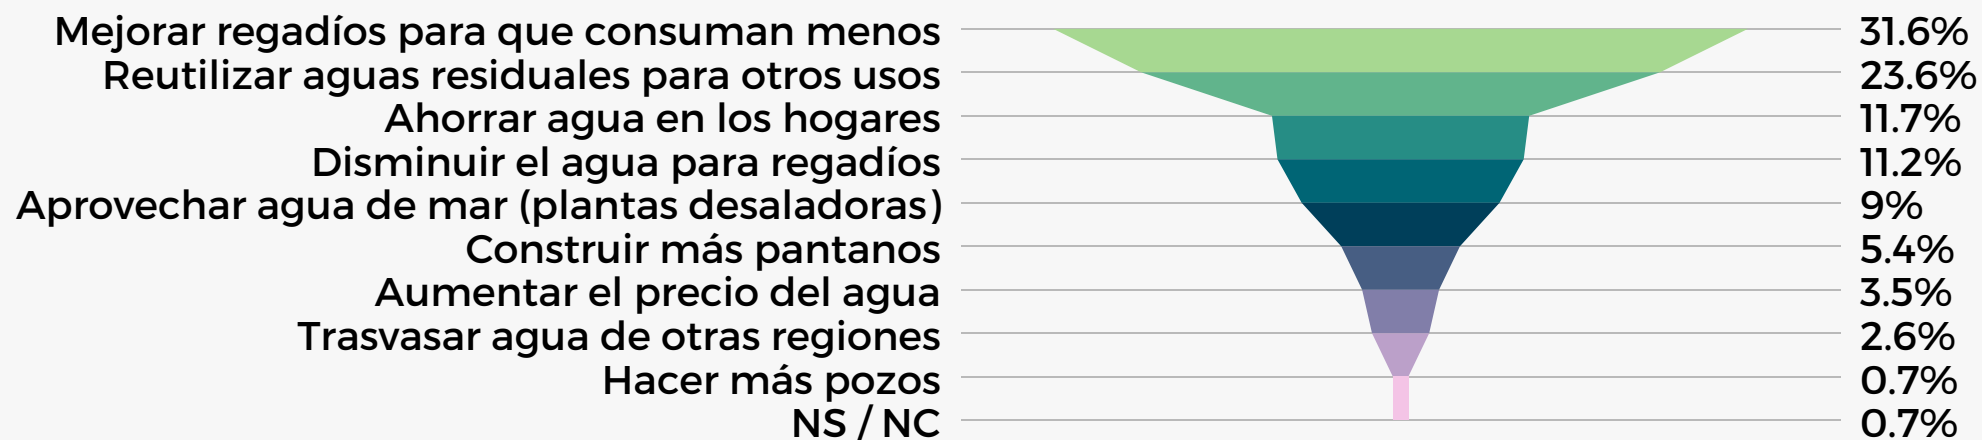 Mejorar regadíos para que consuman menos 31.6%
Reutilizar aguas residuales para otros usos 23.6%
Ahorrar agua en los hogares 11.7%
Disminuir el agua para regadíos 11.2%
Aprovechar agua de mar (plantas desaladoras) 9%
Construir más pantanos 5.4%
Aumentar el precio del agua 3.5%
Trasvasar agua de otras regiones 2.6%
Hacer más pozos 0.7%
NS / NC 0.7%